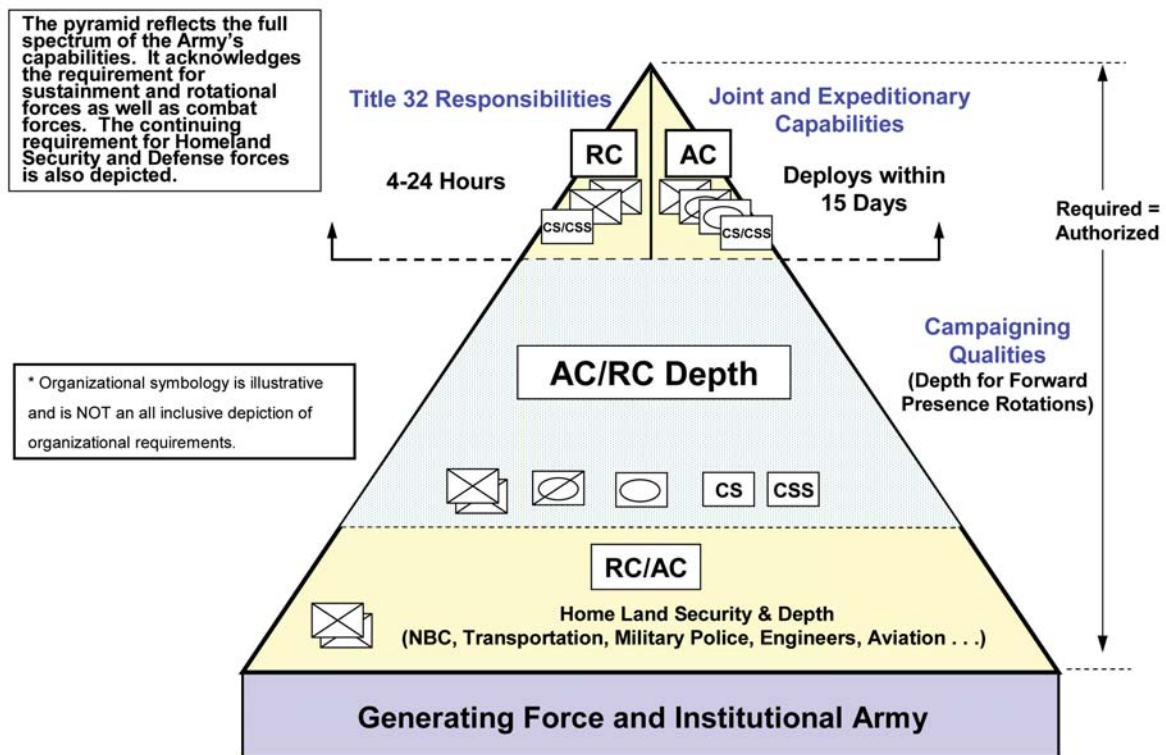 The pyramid reflects the full
spectrum of the Army's
capabilities. It acknowledges
the requirement for
sustainment and rotational
forces as well as combat
forces. The continuing
requirement for Homeland
Security and Defense forces
is also depicted.
Title 32 Responsibilities
Joint and Expeditionary
Capabilities
RC
AC
4-24 Hours
Deploys within
15 Days
CS/CSS
CS/CSS
Required =
Authorized
Campaigning
Qualities
(Depth for Forward
Presence Rotations)
AC/RC Depth
* Organizational symbology is illustrative
and is NOT an all inclusive depiction of
organizational requirements.
CS
CSS
RC/AC
Home Land Security & Depth
(NBC, Transportation, Military Police, Engineers, Aviation . . .)
Generating Force and Institutional Army